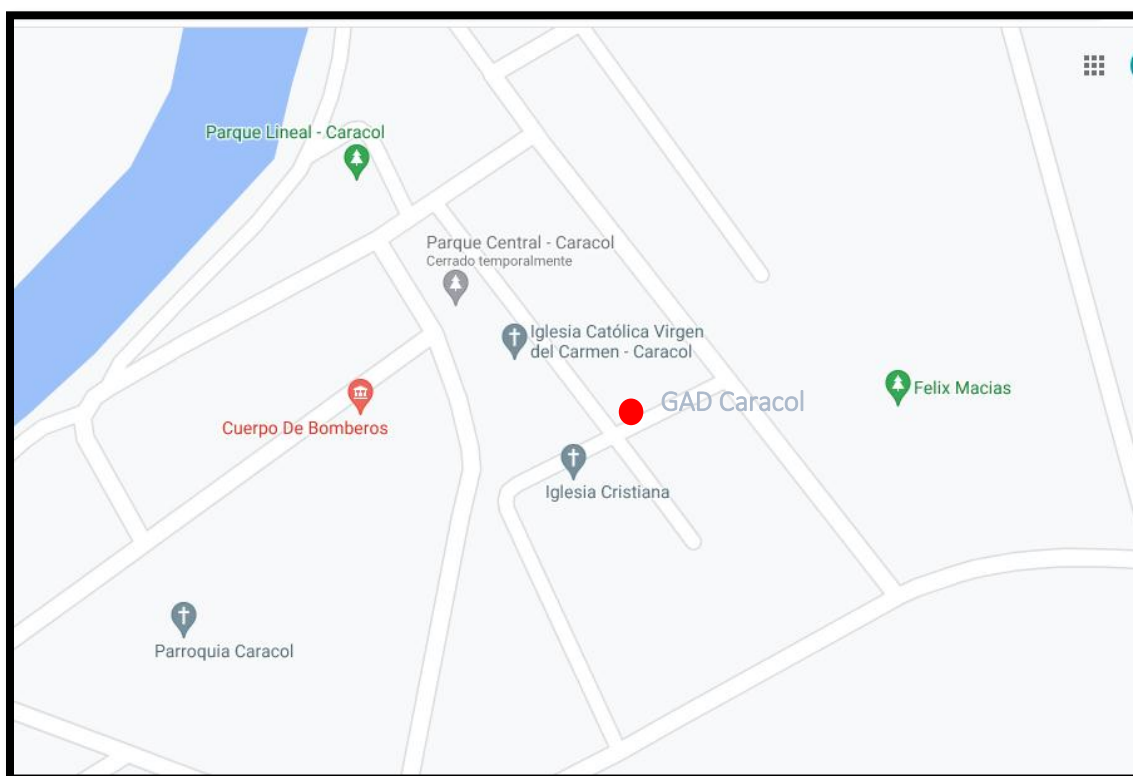 Parque Lineal - Caracol
Parque Central - Caracol
Cerrado temporalmente
Iglesia Católica Virgen
del Carmen - Caracol
Felix Macias
GAD Caracol
Cuerpo De Bomberos
Iglesia Cristiana
Parroquia Caracol